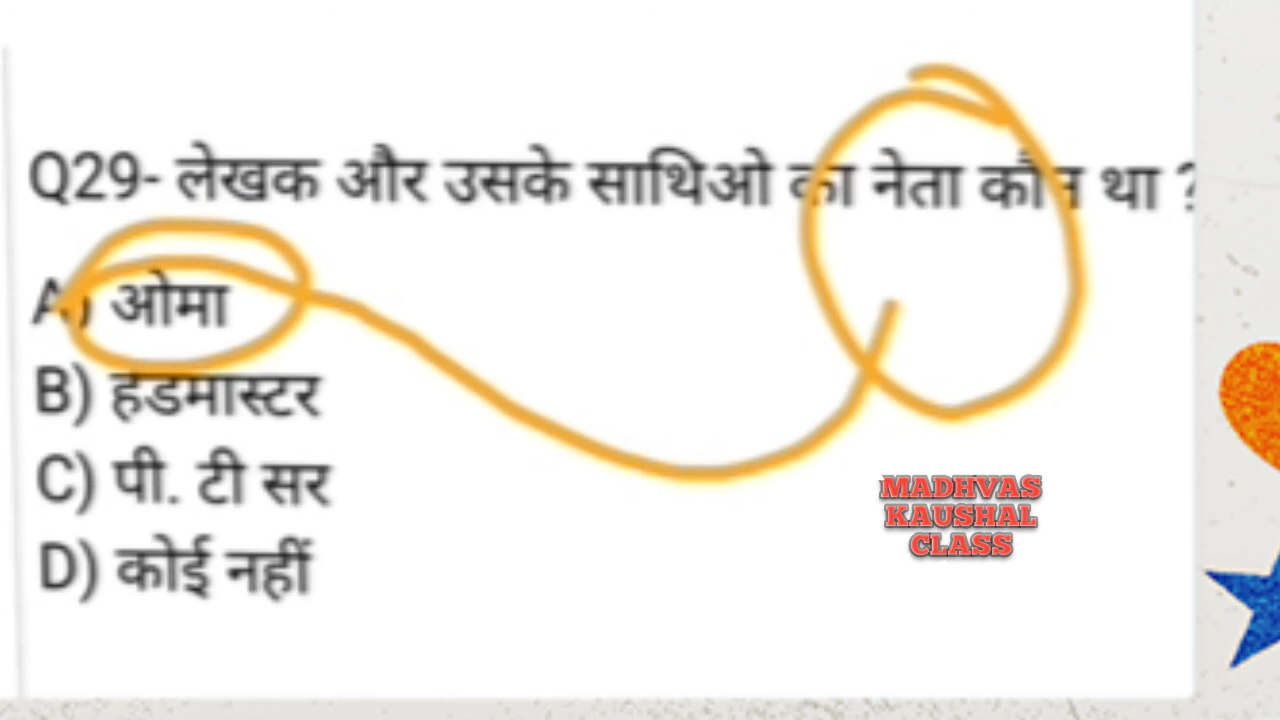 Q29- लेखक और उसके साथिओ का नेता कौन था ?
A) ओमा
B) हेडमास्टर
C) पी. टी सर
D) कोई नहीं
MADHVAS
KAUSHAL
CLASS